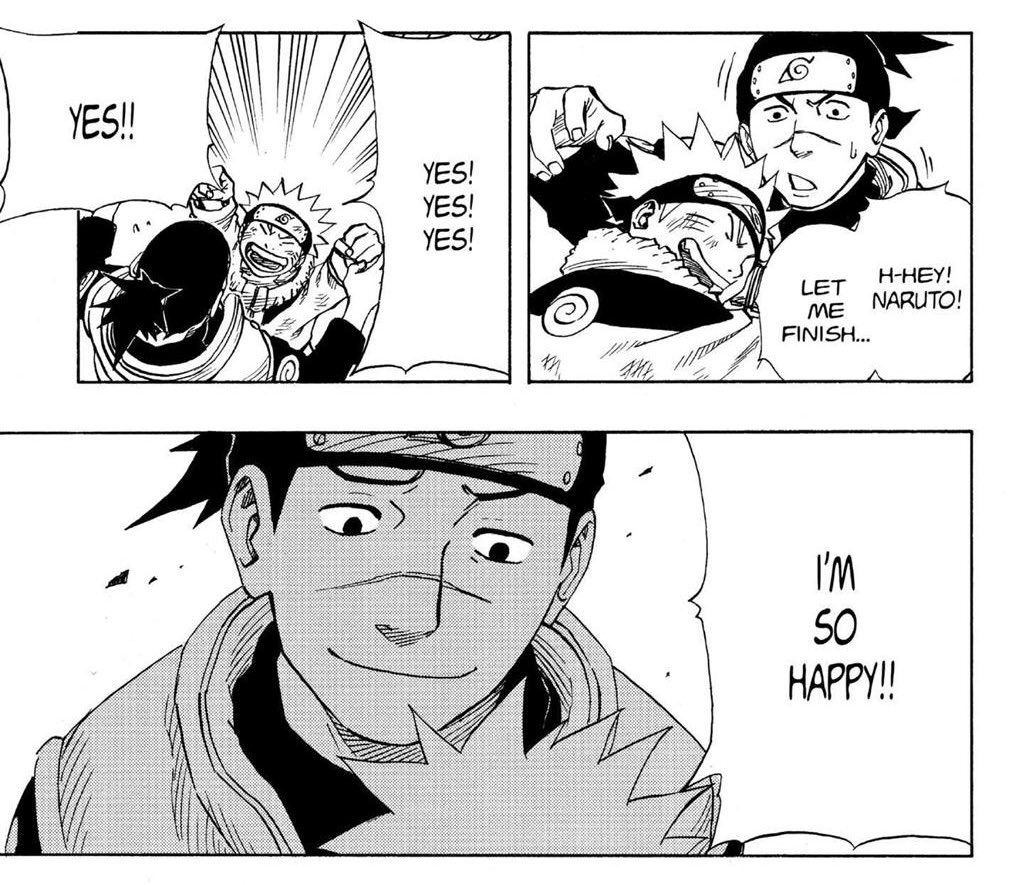 H-HEY!
NARUTO!
LET
ME
FINISH...
YES!
YES!
YES!
YES!!
I'M
SO
HAPPY!!